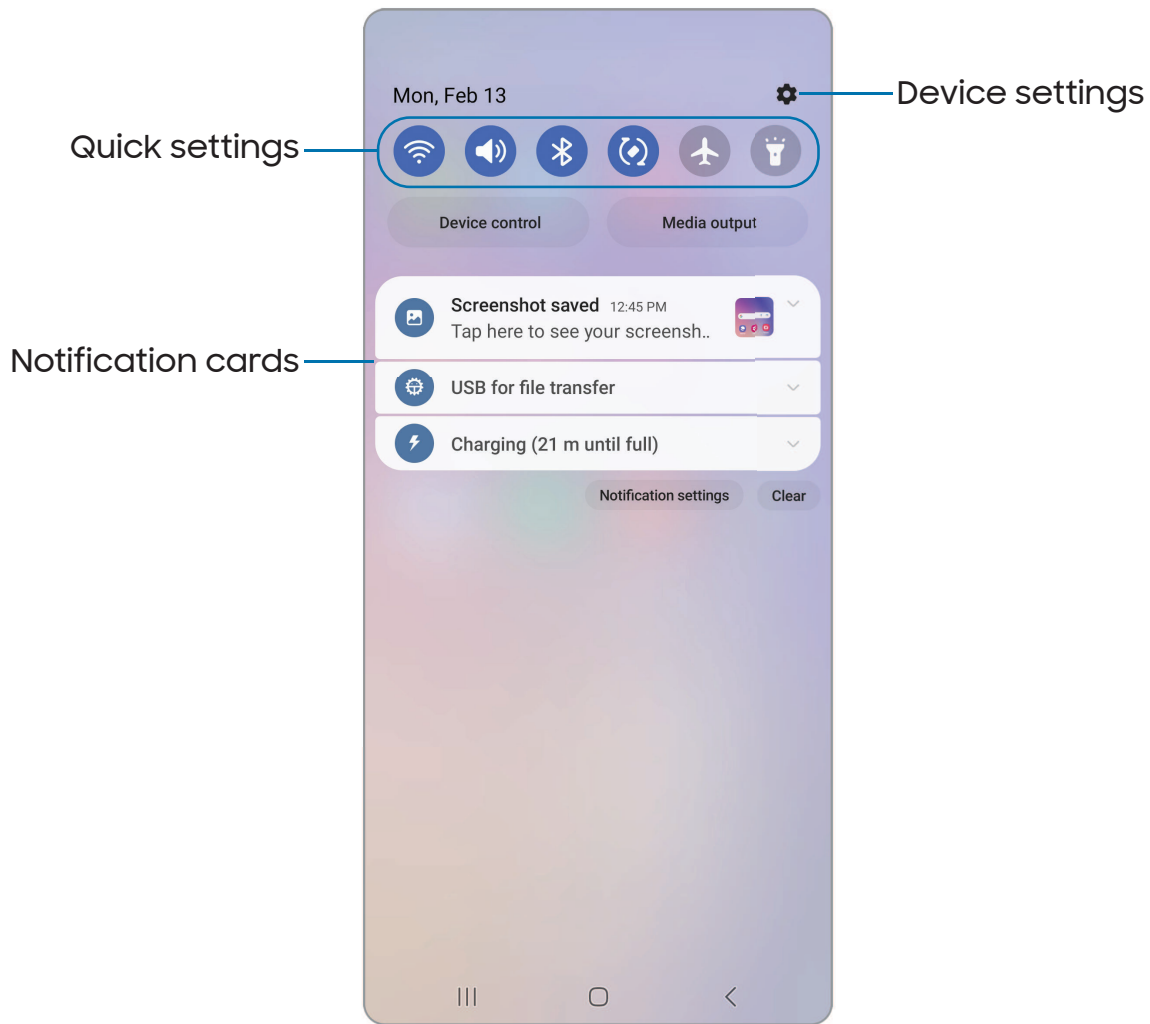 Mon, Feb 13
Device settings
Quick settings
Device control
Media output
Screenshot saved 12:45 PM
Tap here to see your screensh..
Notification cards
USB for file transfer
Charging (21 m until full)
Notification settings
Clear